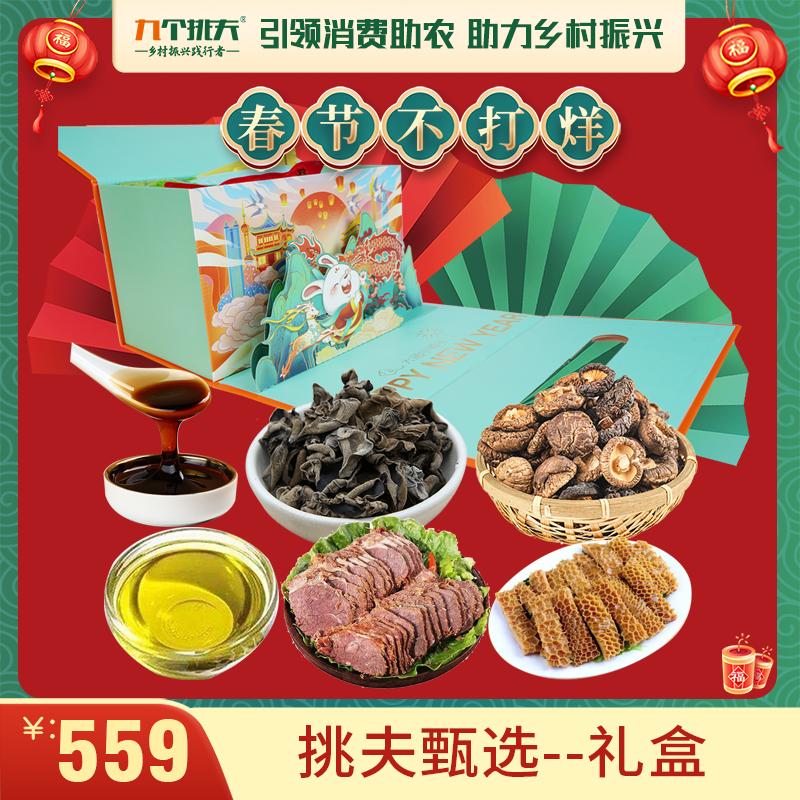 福
九个挑夫®
乡村振兴践行者
引领消费助农 助力乡村振兴
福
春节不打烊
PPY NEW YEAR
福
¥:559
挑夫甄选--礼盒